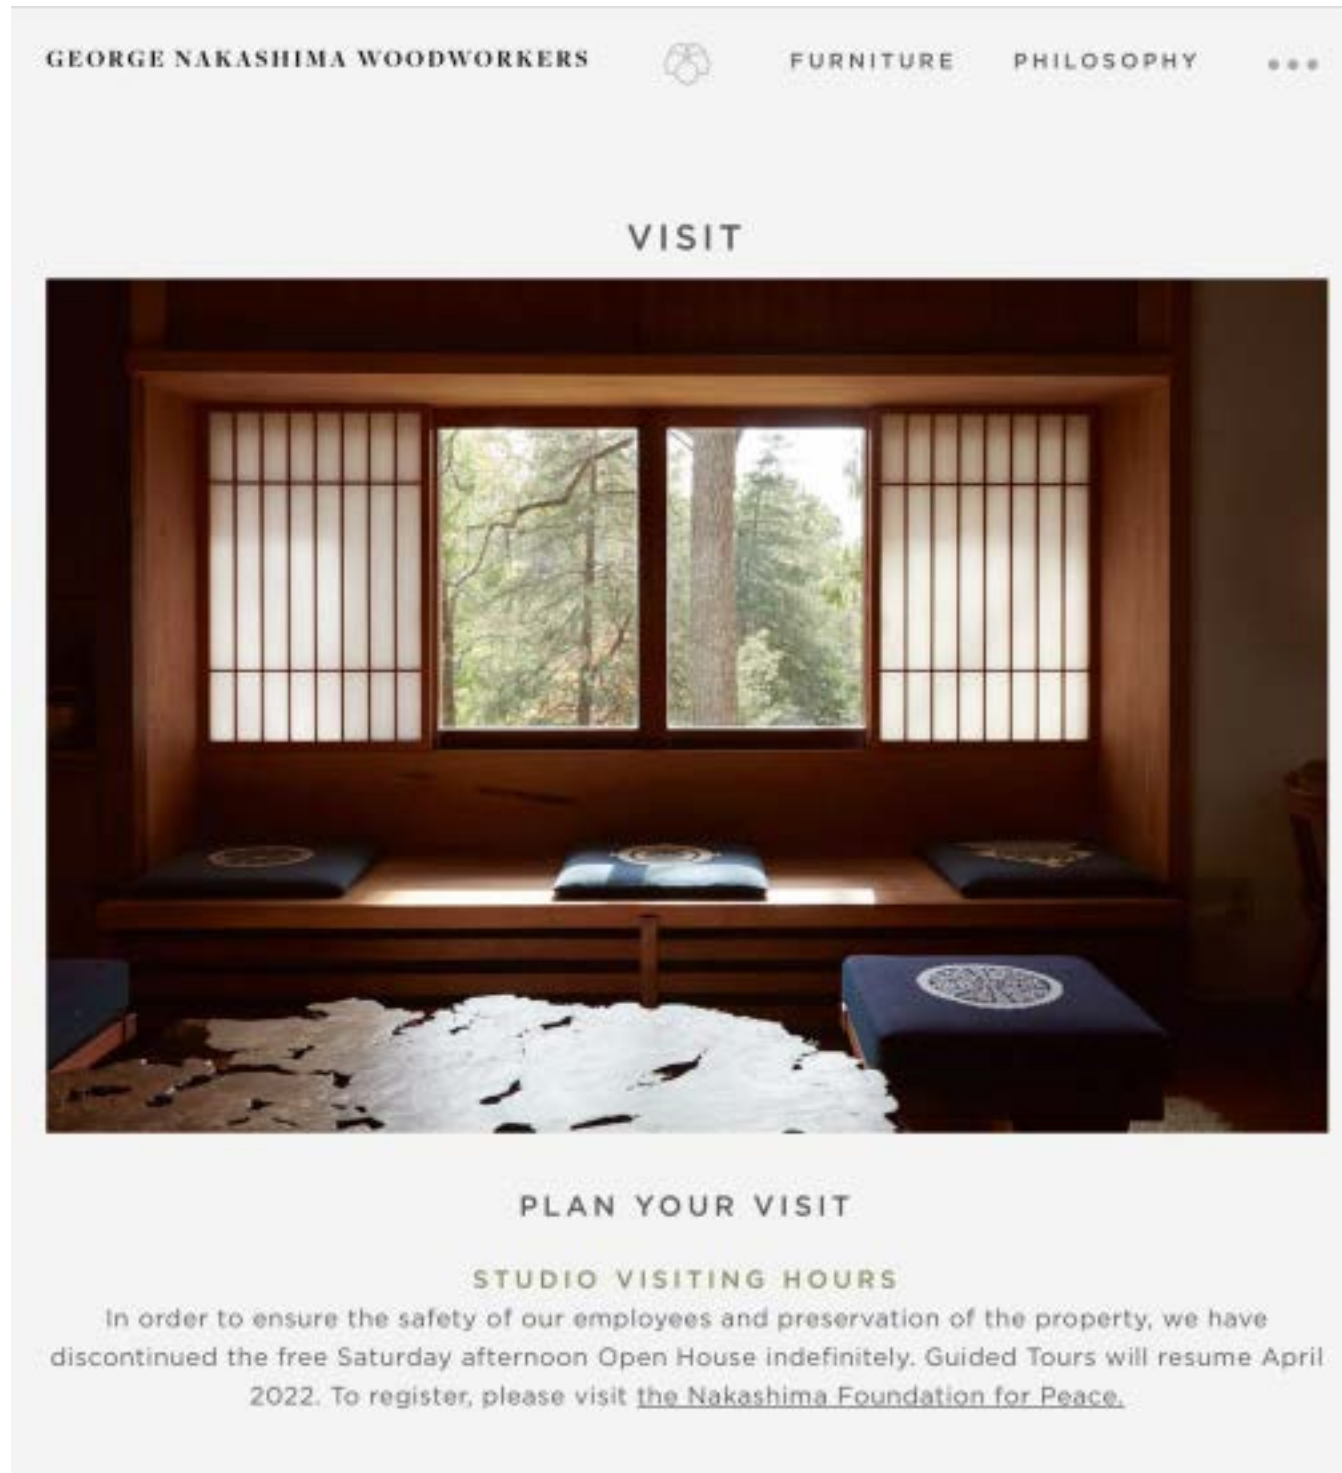 GEORGE NAKASHIMA WOODWORKERS
FURNITURE
PHILOSOPHY
VISIT
PLAN YOUR VISIT
STUDIO VISITING HOURS
In order to ensure the safety of our employees and preservation of the property, we have
discontinued the free Saturday afternoon Open House indefinitely. Guided Tours will resume April
2022. To register, please visit the Nakashima Foundation for Peace.